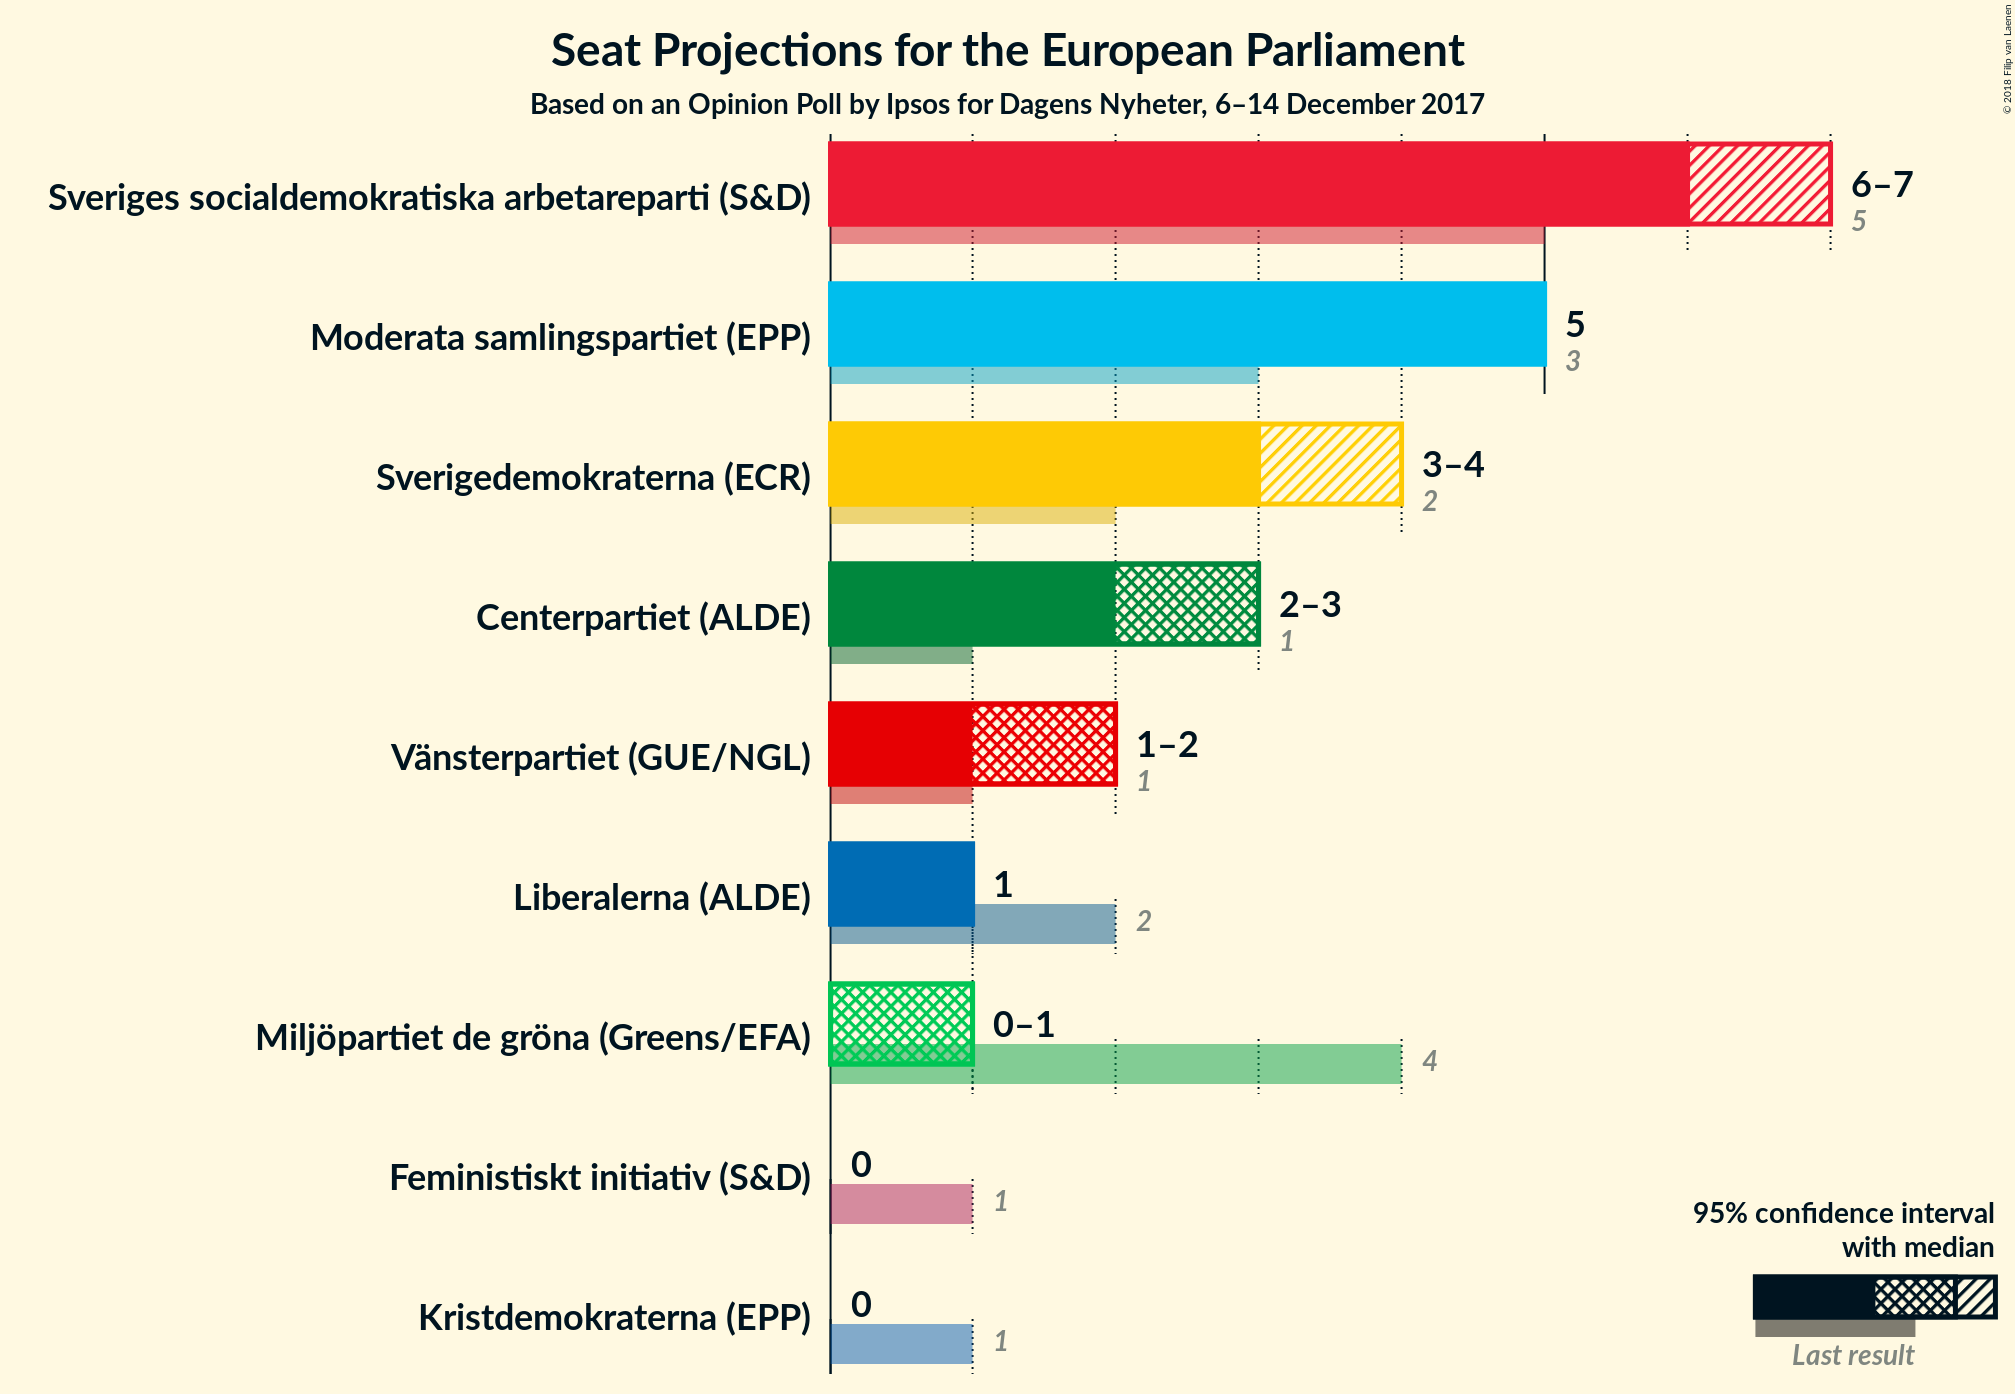 Seat Projections for the European Parliament
Based on an Opinion Poll by Ipsos for Dagens Nyheter, 6–14 December 2017
© 2018 Filip van Laenen
Sveriges socialdemokratiska arbetareparti (S&D)
6–7
5
Moderata samlingspartiet (EPP)
5
3
Sverigedemokraterna (ECR)
3–4
2
Centerpartiet (ALDE)
2–3
1
Vänsterpartiet (GUE/NGL)
1–2
1
Liberalerna (ALDE)
1
2
Miljöpartiet de gröna (Greens/EFA)
0–1
4
Feministiskt initiativ (S&D)
0
1
Kristdemokraterna (EPP)
0
1
95% confidence interval
with median
Last result